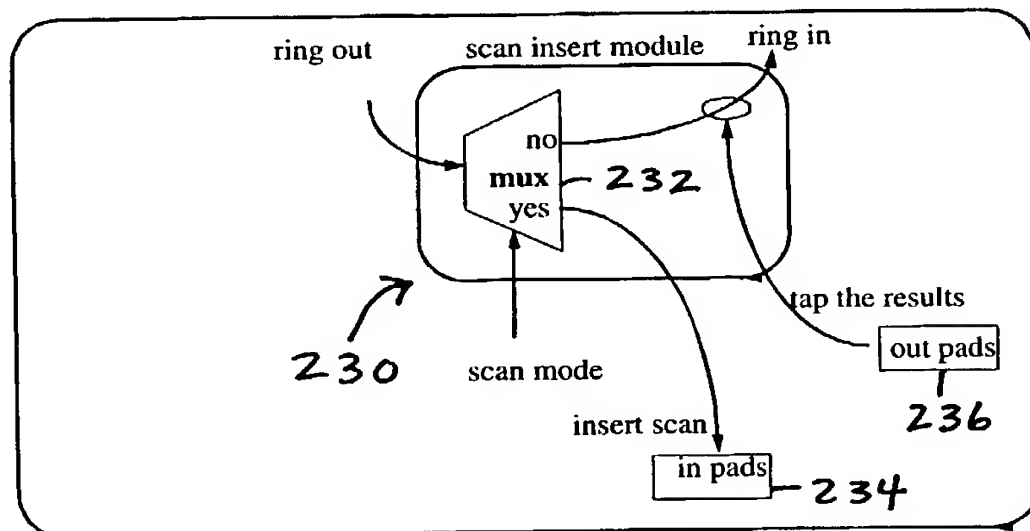 ring out
scan insert module
ring in
no
mux
232
yes
tap the results
230
scan mode
out pads
236
insert scan
in pads
234